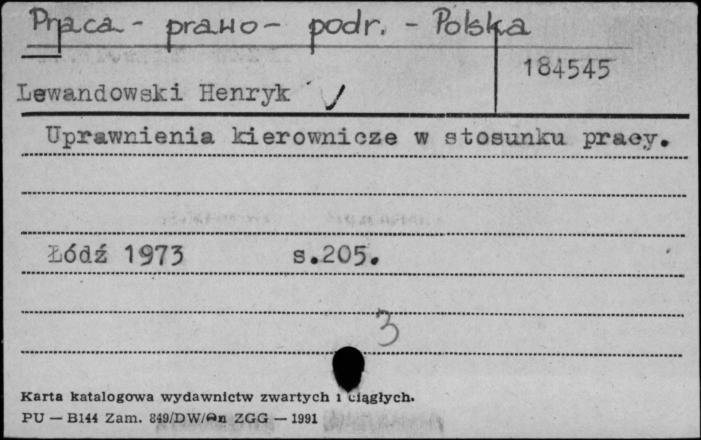 Praca - prawo - podr. - Polska
184545
Lewandowski Henryk ✓
Uprawnienia kierownicze w stosunku pracy.
Łódź 1973 s.205.
3
Karta katalogowa wydawnictw zwartych i ciągłych.
PU — B144 Zam. 849/DW/ ZGG — 1991